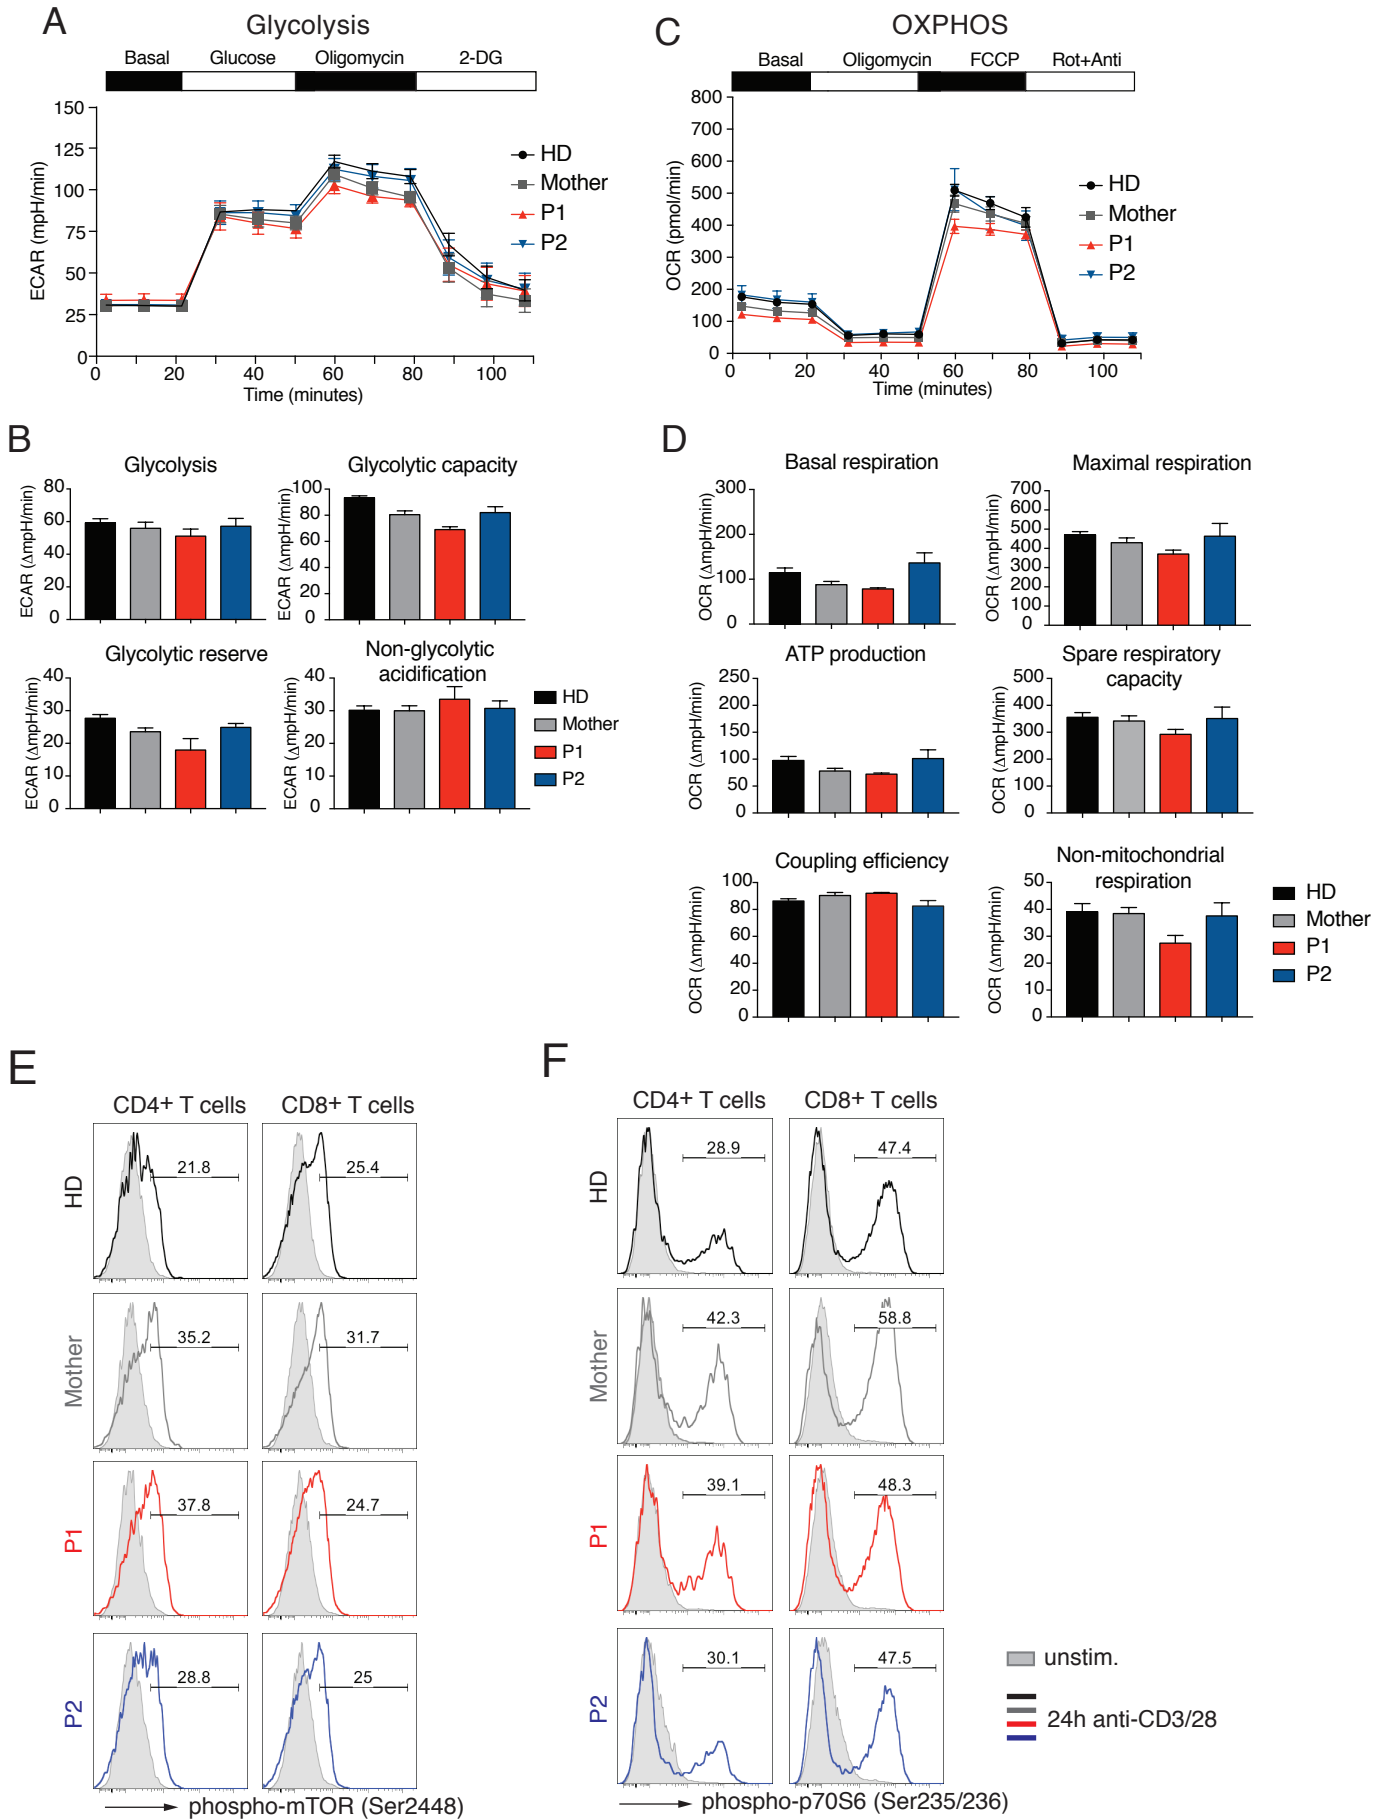 A
Glycolysis
Basal Glucose Oligomycin 2-DG
150
125
100
75
50
25
0
ECAR (mpH/min)
0 20 40 60 80 100
Time (minutes)
HD
Mother
P1
P2
C
OXPHOS
Basal Oligomycin FCCP Rot+Anti
800
700
600
500
400
300
200
100
0
OCR (pmol/min)
0 20 40 60 80 100
Time (minutes)
HD
Mother
P1
P2
B
Glycolysis
80
60
40
20
0
ECAR (ΔmpH/min)
Glycolytic capacity
100
80
60
40
20
0
ECAR (ΔmpH/min)
Glycolytic reserve
40
30
20
10
0
ECAR (ΔmpH/min)
Non-glycolytic
acidification
40
30
20
10
0
ECAR (ΔmpH/min)
HD
Mother
P1
P2
D
Basal respiration
300
200
100
0
OCR (ΔmpH/min)
Maximal respiration
700
600
500
400
300
200
100
0
OCR (ΔmpH/min)
ATP production
250
200
150
100
50
0
OCR (ΔmpH/min)
Spare respiratory
capacity
500
400
300
200
100
0
OCR (ΔmpH/min)
Coupling efficiency
100
80
60
40
20
0
OCR (ΔmpH/min)
Non-mitochondrial
respiration
50
40
30
20
10
0
OCR (ΔmpH/min)
HD
Mother
P1
P2
E
CD4+ T cells CD8+ T cells
HD
21.8 25.4
Mother
35.2 31.7
P1
37.8 24.7
P2
28.8 25
phospho-mTOR (Ser2448)
F
CD4+ T cells CD8+ T cells
HD
28.9 47.4
Mother
42.3 58.8
P1
39.1 48.3
P2
30.1 47.5
phospho-p70S6 (Ser235/236)
unstim.
24h anti-CD3/28